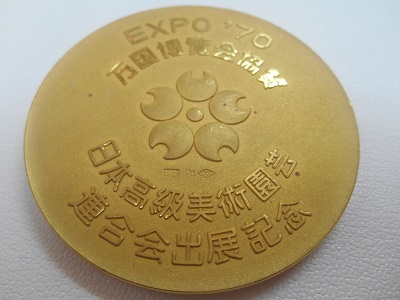 EXPO '70
万国博覧会協賛
日本高級美術園芸
連合会出展記念